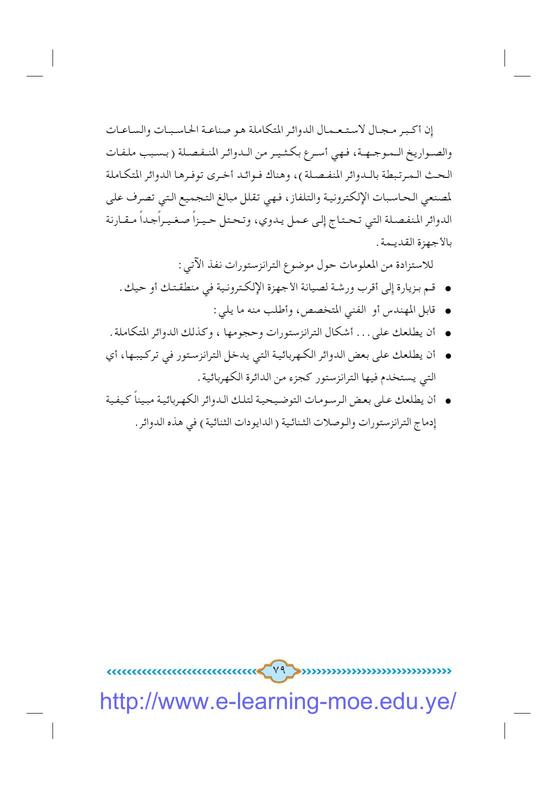 إن أكبر مجال لاستعمال الدوائر المتكاملة هو صناعة الحاسبات والساعات
والصواريخ الموجهة، فهي أسرع بكثير من الدوائر المنفصلة ( بسبب ملفات
الحث المرتبطة بالدوائر المنفصلة )، وهناك فوائد أخرى توفرها الدوائر المتكاملة
لمصنعي الحاسبات الإلكترونية والتلفاز، فهي تقلل مبالغ التجميع التي تصرف على
الدوائر المنفصلة التي تحتاج إلى عمل يدوي، وتحتل حيزاً صغيراًجداً مقارنة
بالأجهزة القديمة .
للاستزادة من المعلومات حول موضوع الترانزستورات نفذ الآتي :
● قم بزيارة إلى أقرب ورشة لصيانة الأجهزة الإلكترونية في منطقتك أو حيك .
● قابل المهندس أو الفني المتخصص، وأطلب منه ما يلي :
● أن يطلعك على . . . أشكال الترانزستورات وحجومها ، وكذلك الدوائر المتكاملة .
● أن يطلعك على بعض الدوائر الكهربائية التي يدخل الترانزستور في تركيبها، أي
التي يستخدم فيها الترانزستور كجزء من الدائرة الكهربائية .
● أن يطلعك على بعض الرسومات التوضيحية لتلك الدوائر الكهربائية مبيناً كيفية
إدماج الترانزستورات والوصلات الثنائية ( الدايودات الثنائية ) في هذه الدوائر .
٧٩
http://www.e-learning-moe.edu.ye/